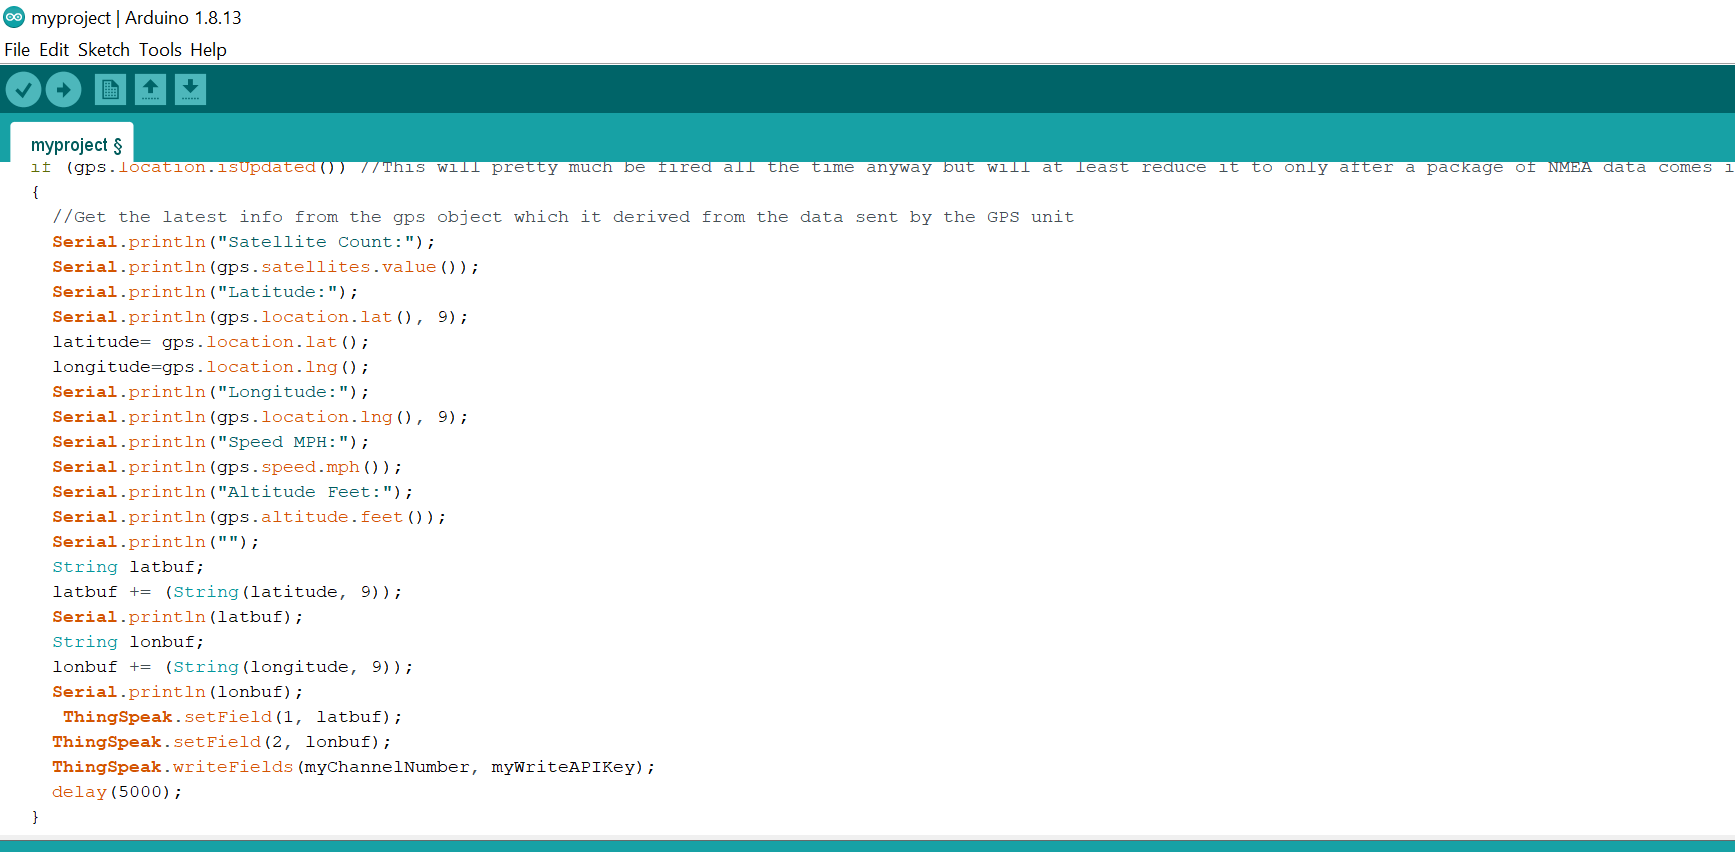 myproject | Arduino 1.8.13
File Edit Sketch Tools Help
myproject §
if (gps.location.isUpdated()) //This will pretty much be fired all the time anyway but will at least reduce it to only after a package of NMEA data comes i
{
//Get the latest info from the gps object which it derived from the data sent by the GPS unit
Serial.println("Satellite Count:");
Serial.println(gps.satellites.value());
Serial.println("Latitude:");
Serial.println(gps.location.lat(), 9);
latitude= gps.location.lat();
longitude=gps.location.lng();
Serial.println("Longitude:");
Serial.println(gps.location.lng(), 9);
Serial.println("Speed MPH:");
Serial.println(gps.speed.mph());
Serial.println("Altitude Feet:");
Serial.println(gps.altitude.feet());
Serial.println("");
String latbuf;
latbuf += (String(latitude, 9));
Serial.println(latbuf);
String lonbuf;
lonbuf += (String(longitude, 9));
Serial.println(lonbuf);
ThingSpeak.setField(1, latbuf);
ThingSpeak.setField(2, lonbuf);
ThingSpeak.writeFields(myChannelNumber, myWriteAPIKey);
delay(5000);
}